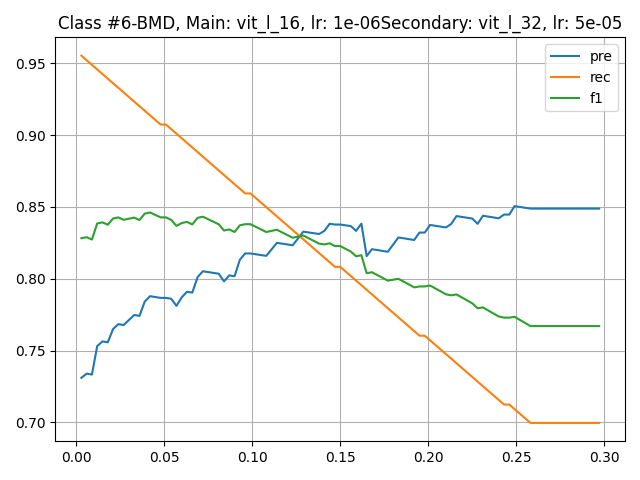 Class #6-BMD, Main: vit_l_16, lr: 1e-06Secondary: vit_l_32, lr: 5e-05
pre
rec
f1
0.95
0.90
0.85
0.80
0.75
0.70
0.00 0.05 0.10 0.15 0.20 0.25 0.30